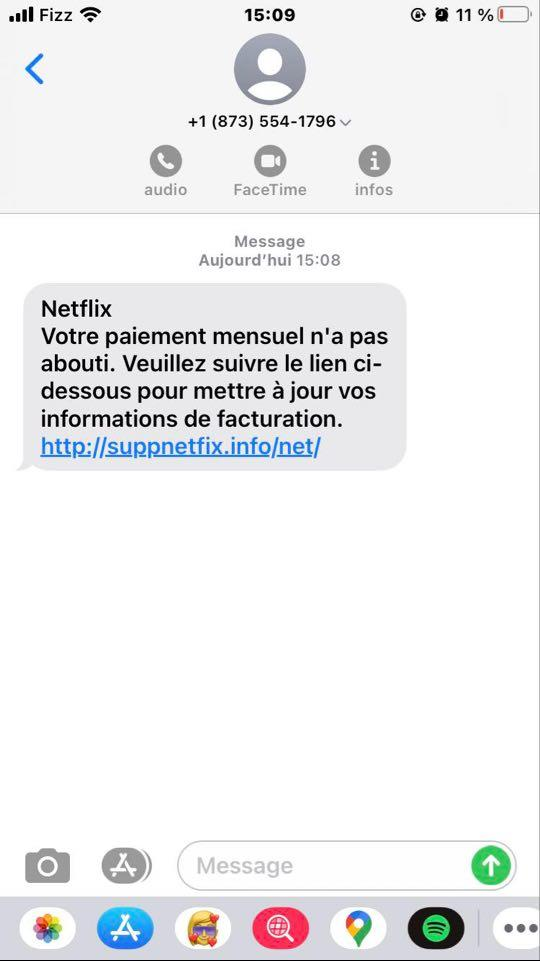 Fizz 15:09 11 %
+1 (873) 554-1796
audio FaceTime infos
Message
Aujourd'hui 15:08
Netflix
Votre paiement mensuel n'a pas
abouti. Veuillez suivre le lien ci-
dessous pour mettre à jour vos
informations de facturation.
http://suppnetfix.info/net/
Message